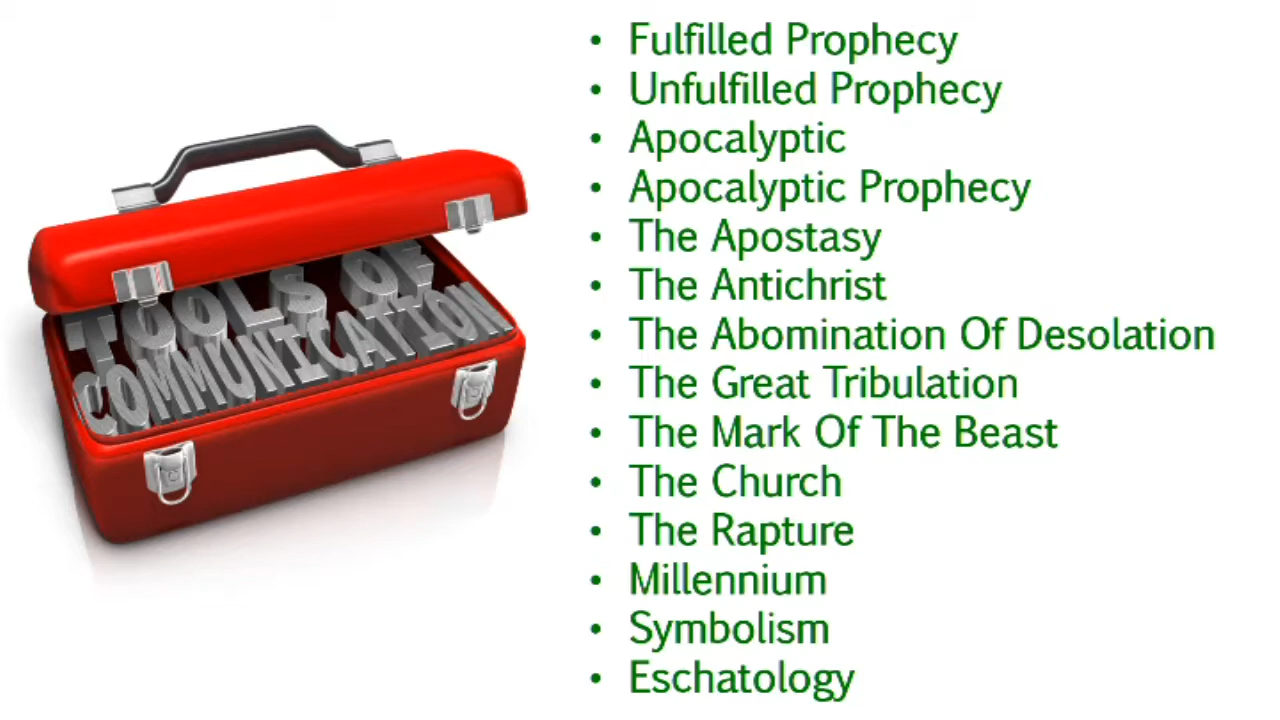 TOOLS OF
COMMUNICATION
• Fulfilled Prophecy
• Unfulfilled Prophecy
• Apocalyptic
• Apocalyptic Prophecy
• The Apostasy
• The Antichrist
• The Abomination Of Desolation
• The Great Tribulation
• The Mark Of The Beast
• The Church
• The Rapture
• Millennium
• Symbolism
• Eschatology